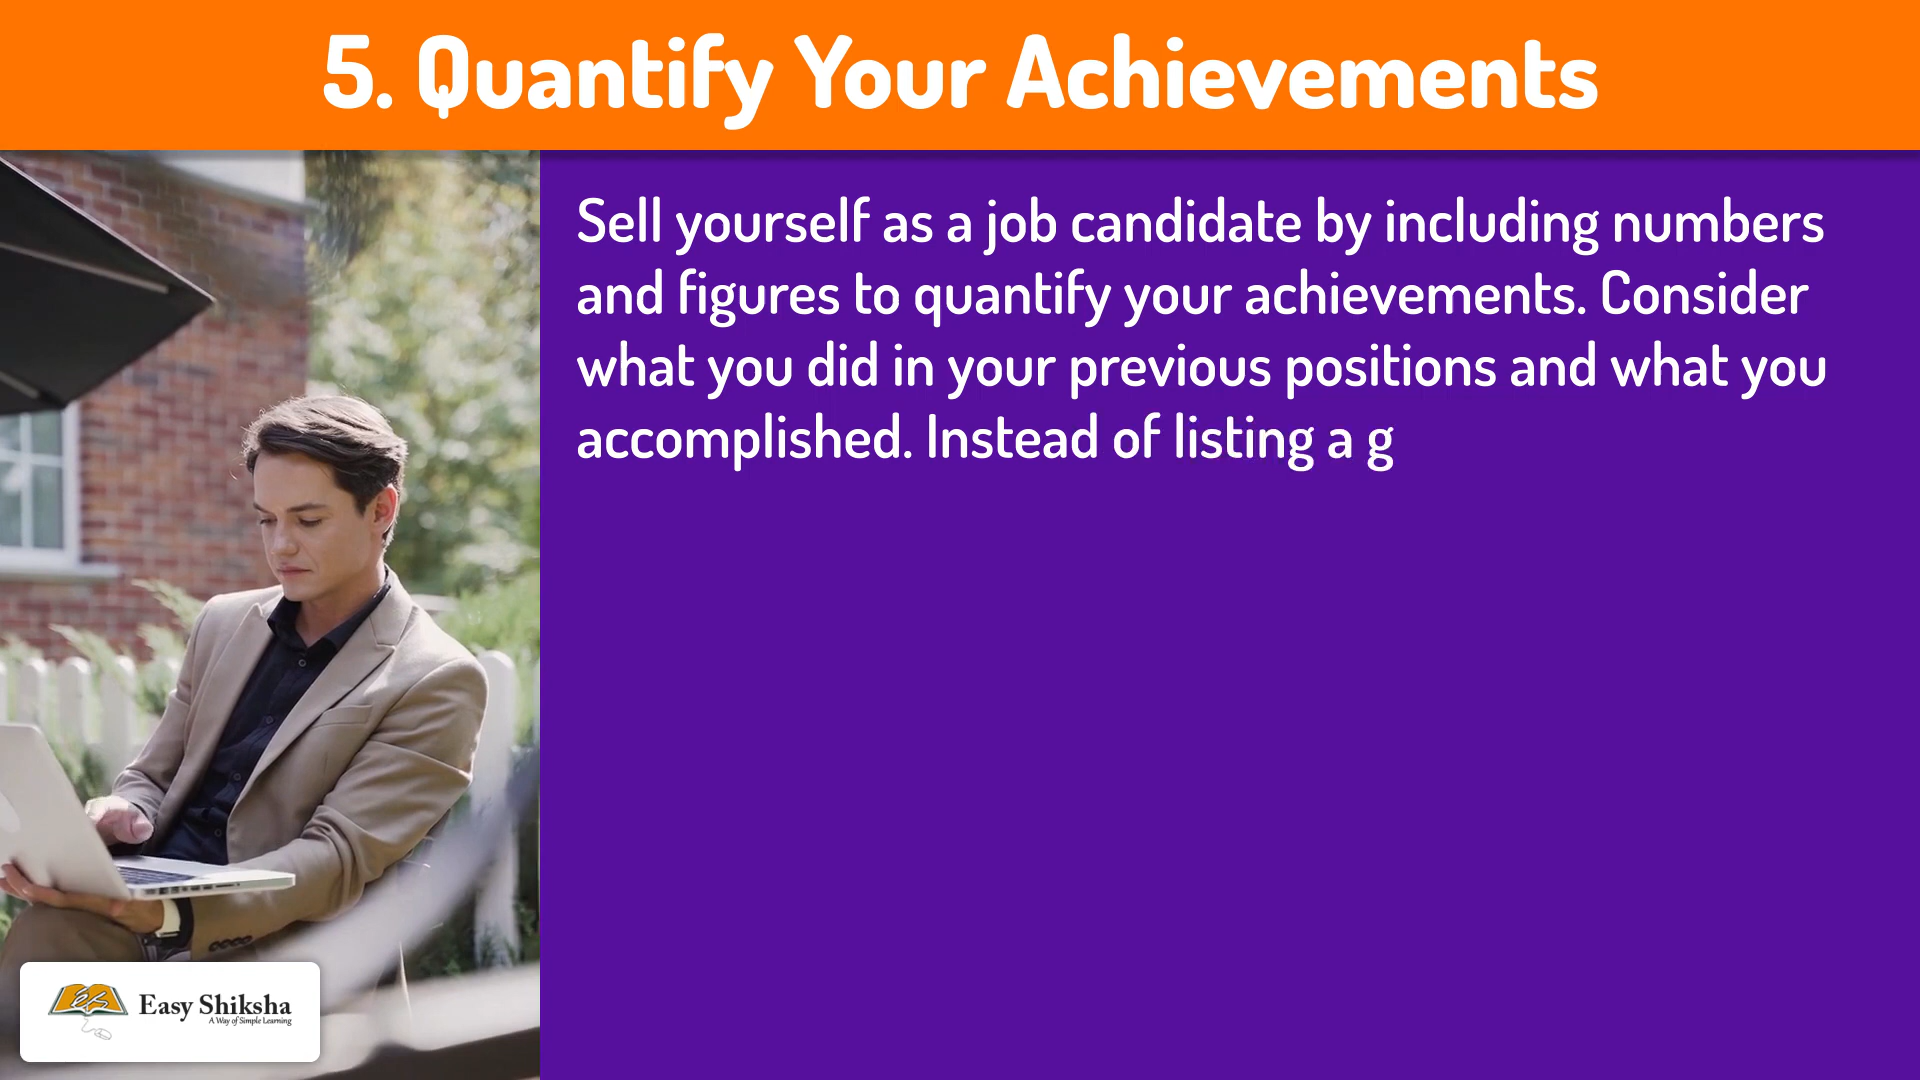 5. Quantify Your Achievements
Sell yourself as a job candidate by including numbers
and figures to quantify your achievements. Consider
what you did in your previous positions and what you
accomplished. Instead of listing a g
ES
Easy Shiksha
A Way of Simple Learning